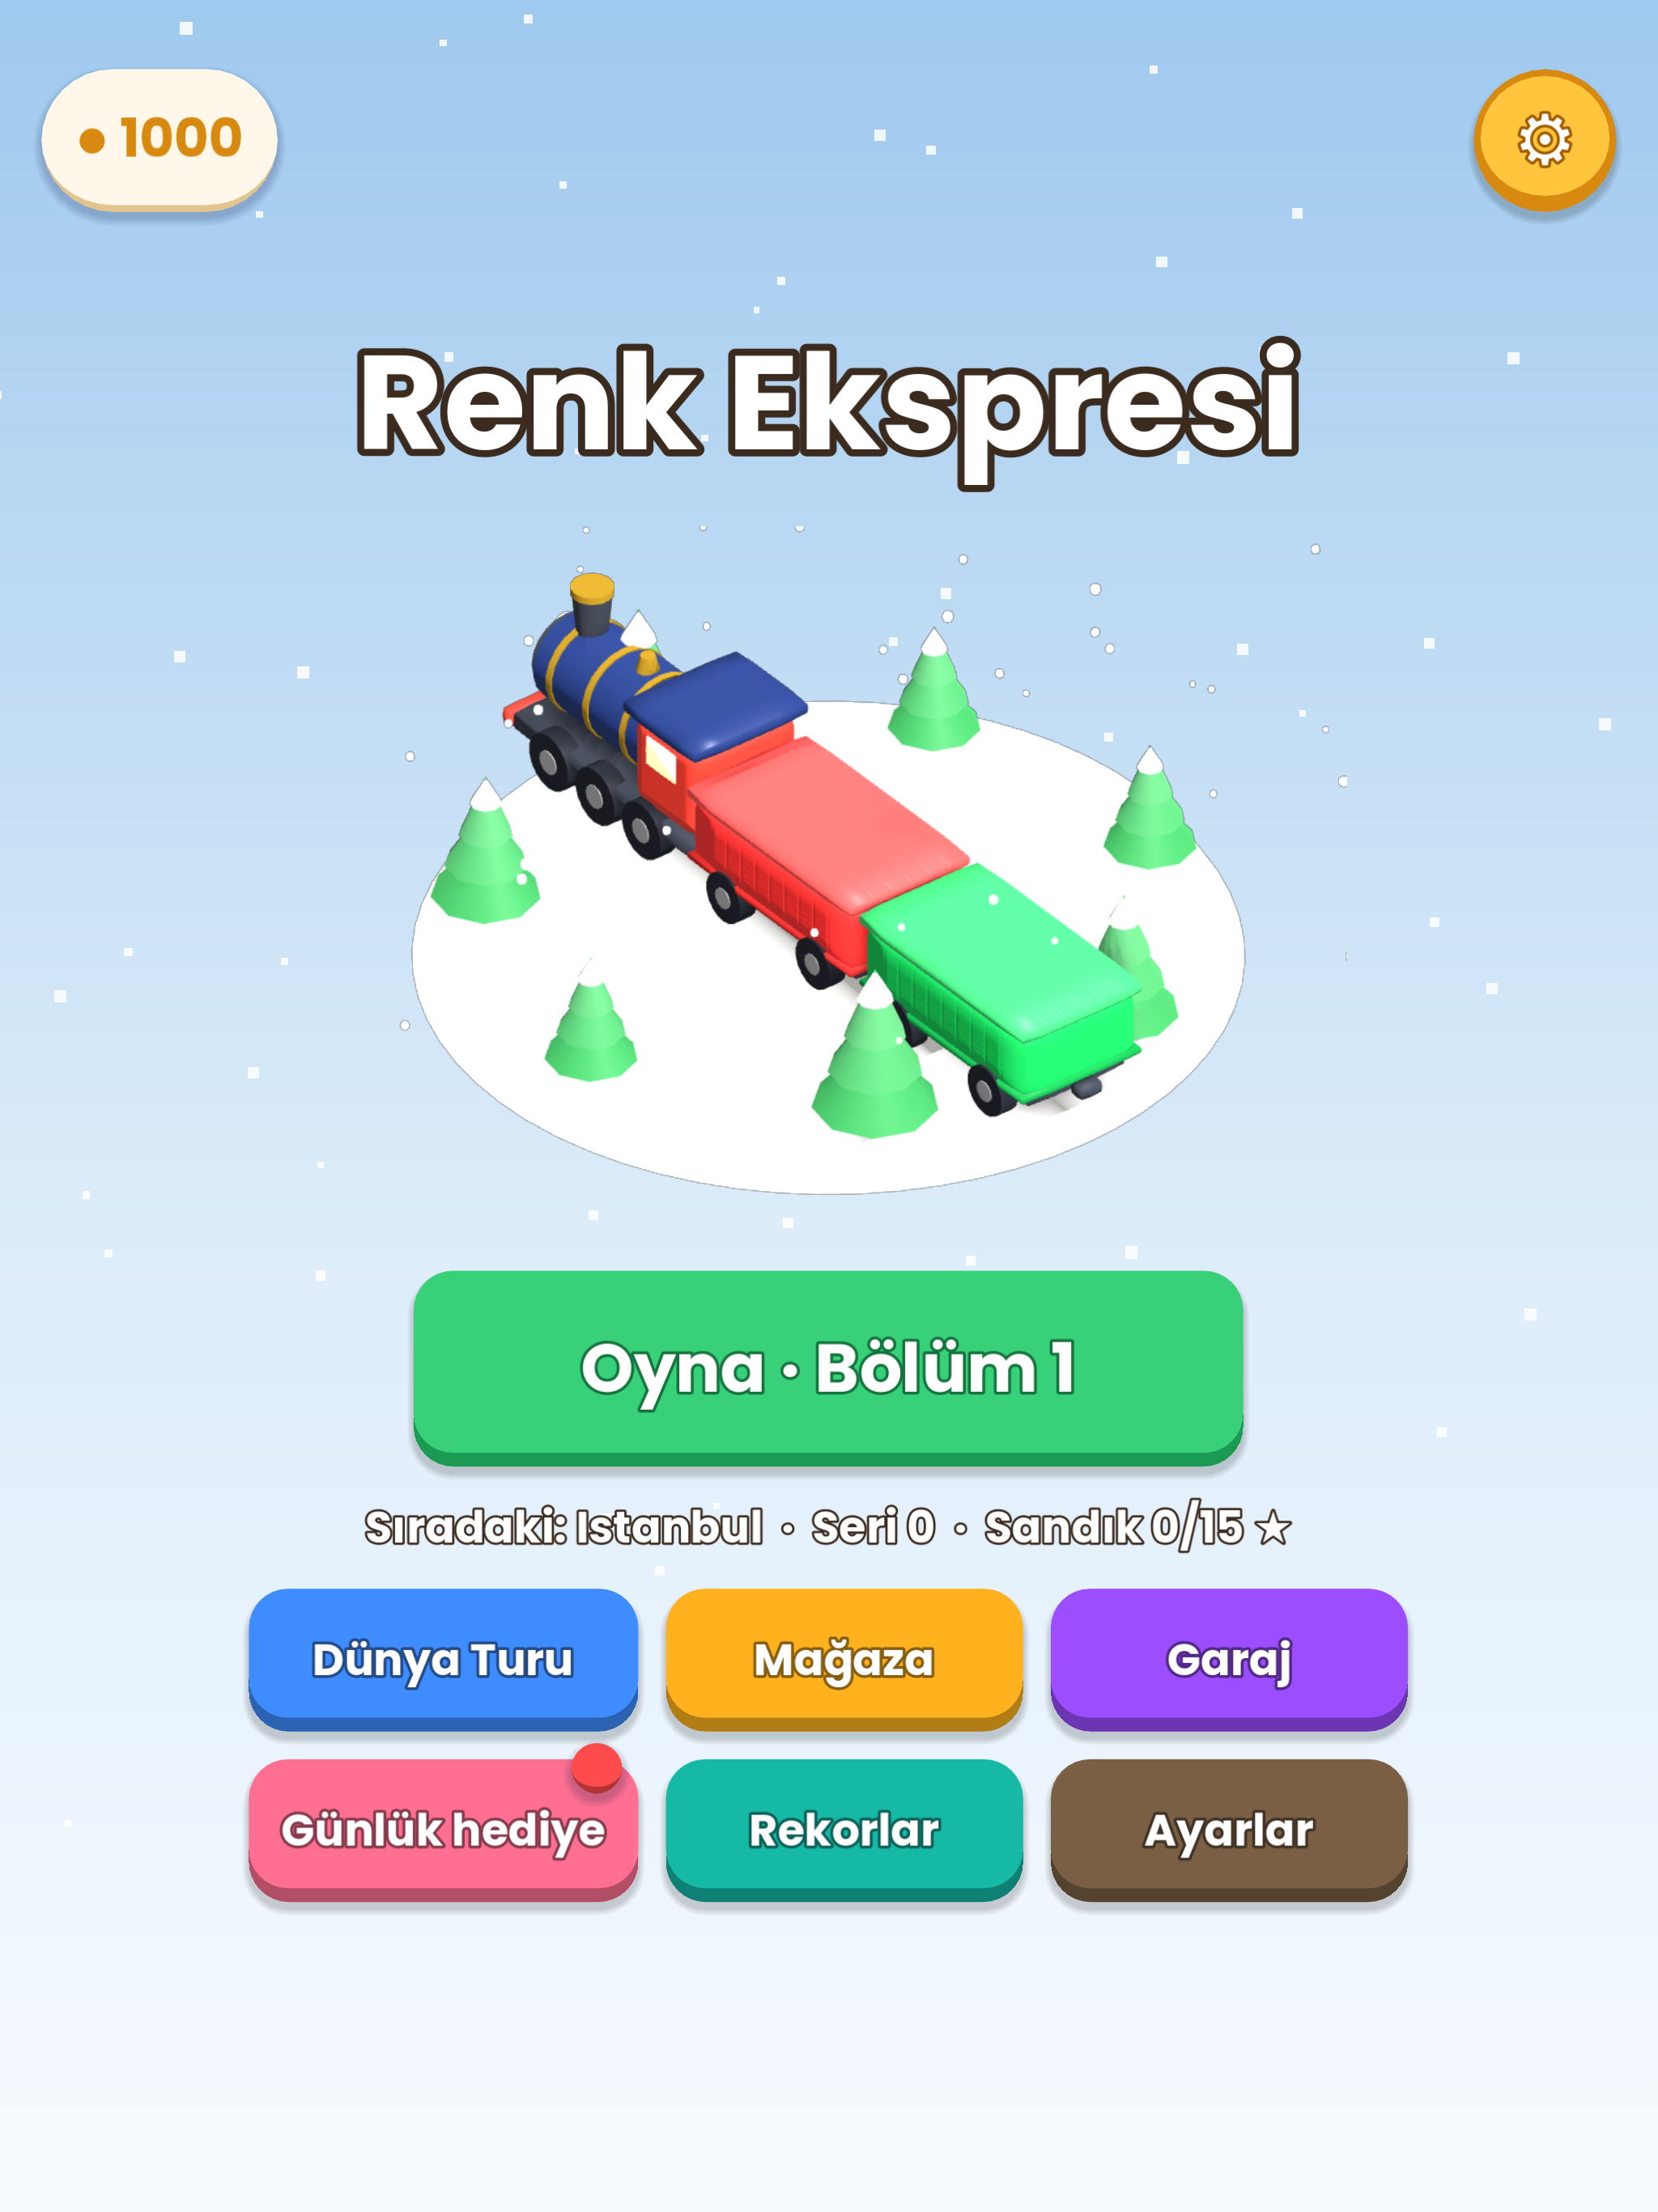 1000
Renk Ekspresi
Oyna · Bölüm 1
Sıradaki: Istanbul · Seri 0 · Sandık 0/15 ★
Dünya Turu
Mağaza
Garaj
Günlük hediye
Rekorlar
Ayarlar